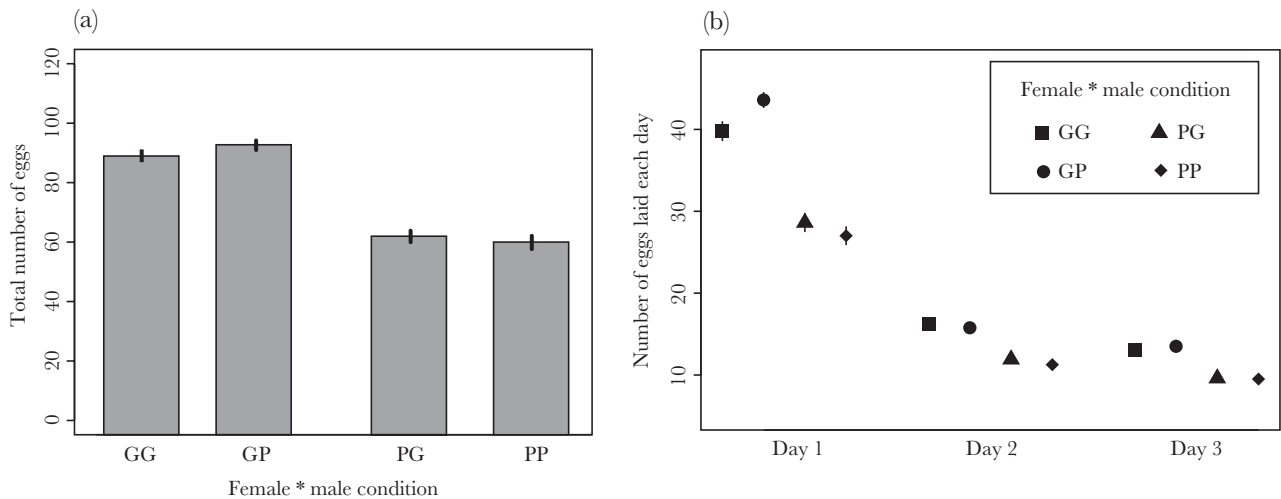 (a)
Total number of eggs
120
100
80
60
40
20
0
GG GP PG PP
Female * male condition
(b)
Number of eggs laid each day
40
30
20
10
Female * male condition
GG PG
GP PP
Day 1 Day 2 Day 3